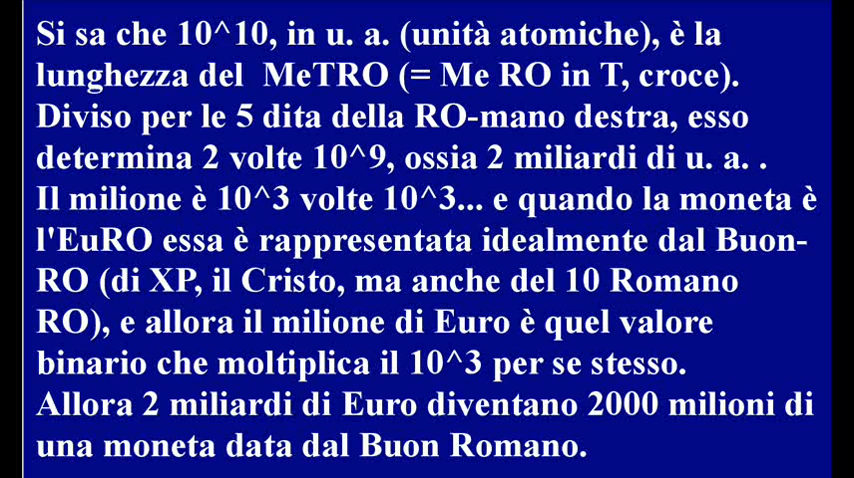 Si sa che 10^10, in u. a. (unità atomiche), è la
lunghezza del MeTRO (= Me RO in T, croce).
Diviso per le 5 dita della RO-mano destra, esso
determina 2 volte 10^9, ossia 2 miliardi di u. a. .
Il milione è 10^3 volte 10^3... e quando la moneta è
l'EuRO essa è rappresentata idealmente dal Buon-
RO (di XP, il Cristo, ma anche del 10 Romano
RO), e allora il milione di Euro è quel valore
binario che moltiplica il 10^3 per se stesso.
Allora 2 miliardi di Euro diventano 2000 milioni di
una moneta data dal Buon Romano.